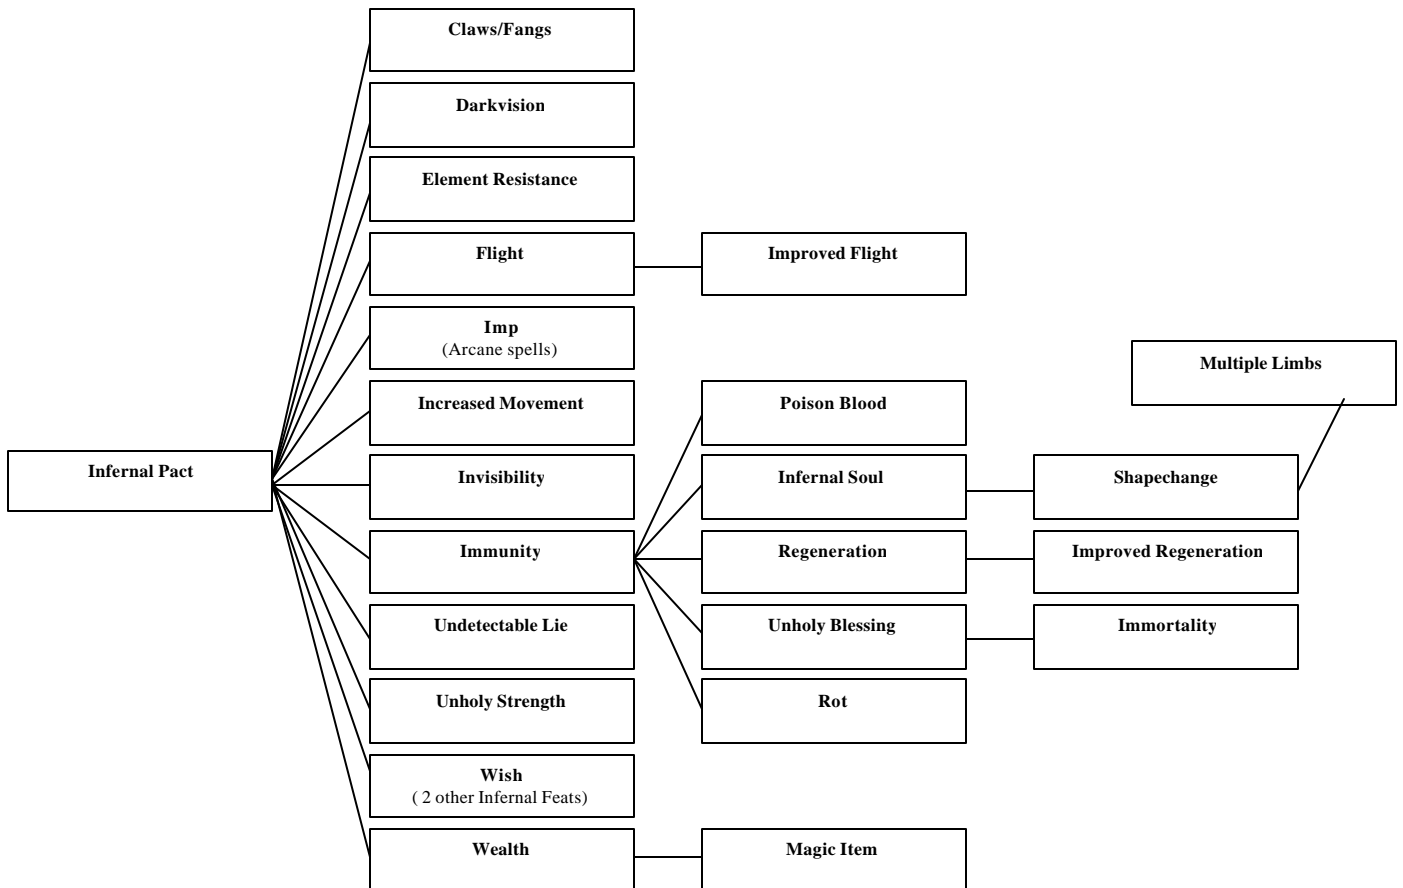 Claws/Fangs
Darkvision
Element Resistance
Flight
Improved Flight
Imp
(Arcane spells)
Multiple Limbs
Increased Movement
Poison Blood
Infernal Pact
Invisibility
Infernal Soul
Shapechange
Immunity
Regeneration
Improved Regeneration
Undetectable Lie
Unholy Blessing
Immortality
Unholy Strength
Rot
Wish
( 2 other Infernal Feats)
Wealth
Magic Item